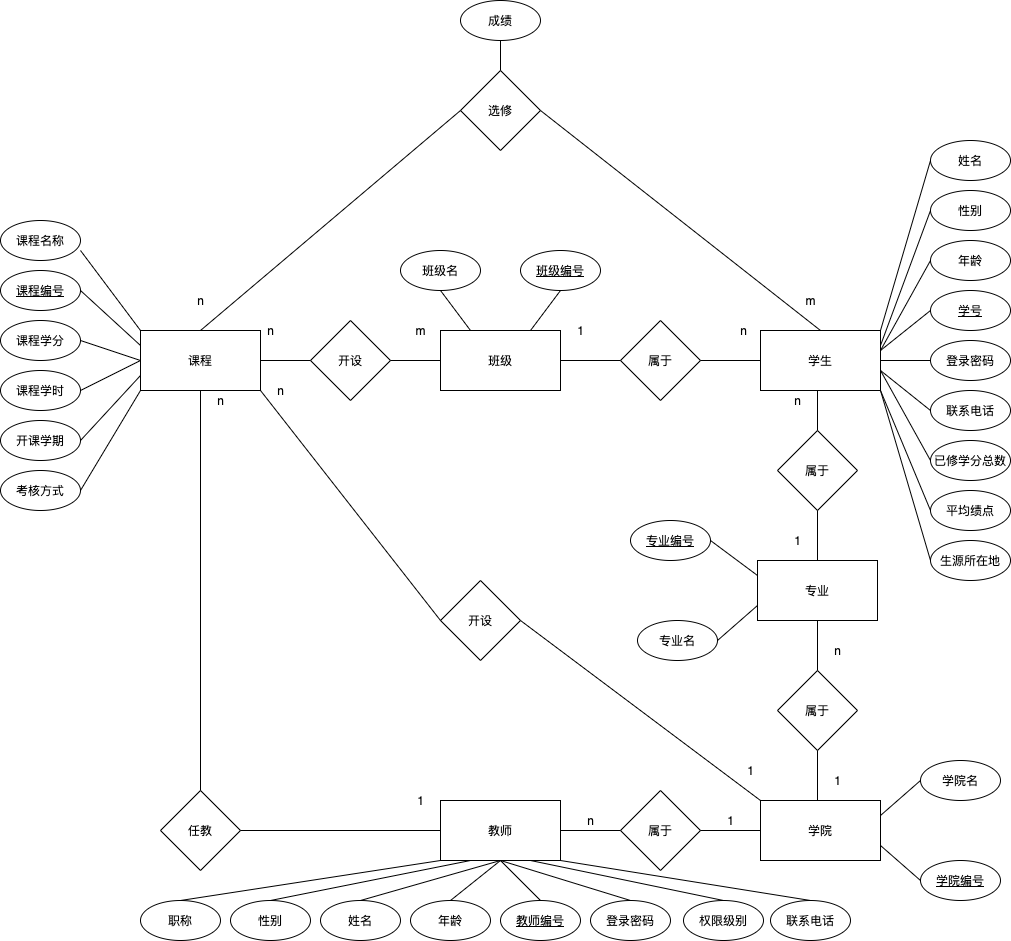 成绩
选修
姓名
性别
课程名称
年龄
班级名
班级编号
课程编号
n
m
学号
n
m
1
n
课程学分
课程
开设
班级
属于
学生
登录密码
课程学时
n
n
n
联系电话
开课学期
属于
已修学分总数
考核方式
平均绩点
专业编号
1
生源所在地
专业
开设
专业名
n
属于
1
1
学院名
1
n
1
任教
教师
属于
学院
学院编号
职称
性别
姓名
年龄
教师编号
登录密码
权限级别
联系电话